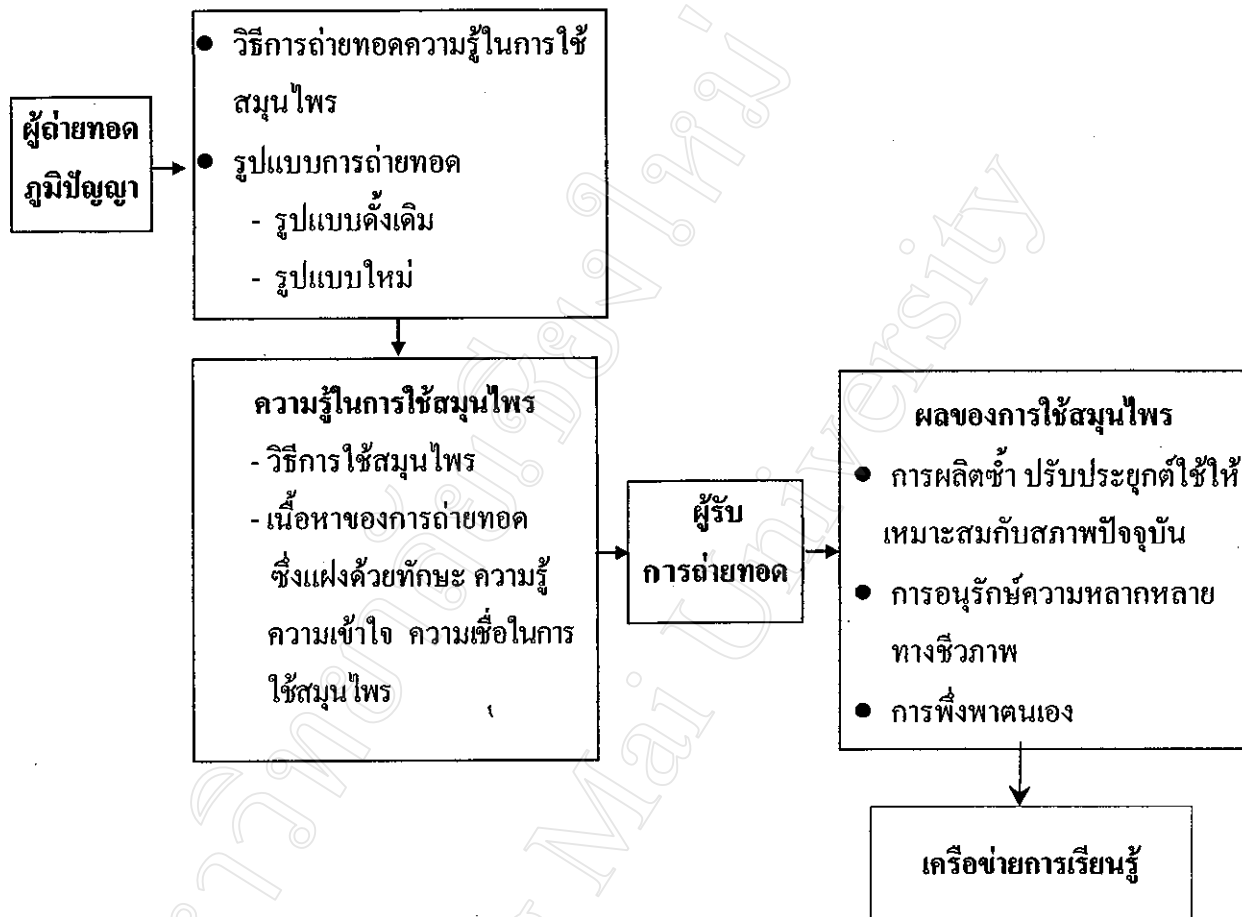 ผู้ถ่ายทอด
ภูมิปัญญา
● วิธีการถ่ายทอดความรู้ในการใช้
สมุนไพร
● รูปแบบการถ่ายทอด
- รูปแบบดั้งเดิม
- รูปแบบใหม่
ความรู้ในการใช้สมุนไพร
- วิธีการใช้สมุนไพร
- เนื้อหาของการถ่ายทอด
ซึ่งแฝงด้วยทักษะ ความรู้
ความเข้าใจ ความเชื่อในการ
ใช้สมุนไพร
ผู้รับ
การถ่ายทอด
ผลของการใช้สมุนไพร
● การผลิตซ้ำ ปรับประยุกต์ใช้ให้
เหมาะสมกับสภาพปัจจุบัน
● การอนุรักษ์ความหลากหลาย
ทางชีวภาพ
● การพึ่งพาตนเอง
เครือข่ายการเรียนรู้
Mai University